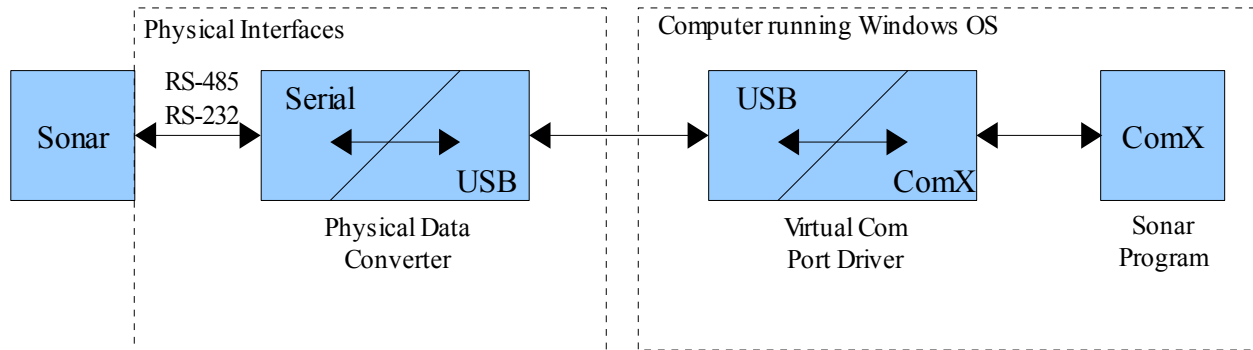 Physical Interfaces
Computer running Windows OS
RS-485
RS-232
Sonar
Serial
USB
USB
ComX
ComX
Physical Data
Converter
Virtual Com
Port Driver
Sonar
Program